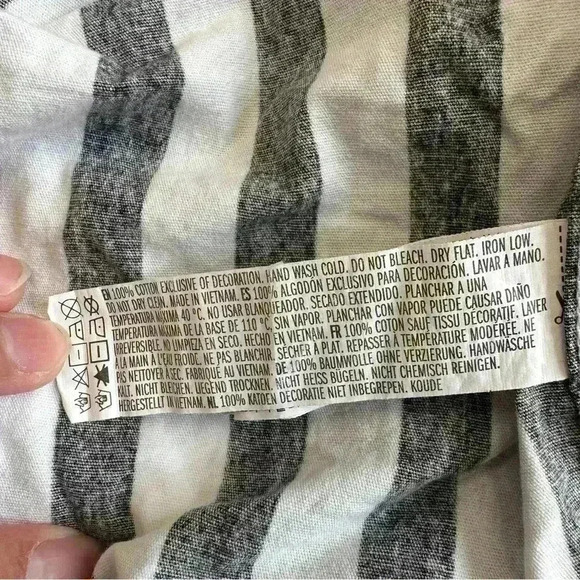 EN 100% COTTON EXCLUSIVE OF DECORATION. HAND WASH COLD. DO NOT BLEACH. DRY FLAT. IRON LOW.
DO NOT DRY CLEAN. MADE IN VIETNAM. ES 100% ALGODÓN EXCLUSIVO PARA DECORACIÓN. LAVAR A MANO.
TEMPERATURA MÁXIMA 40 °C. NO USAR BLANQUEADOR. SECADO EXTENDIDO. PLANCHAR A UNA
TEMPERATURA MÁXIMA DE LA BASE DE 110 °C, SIN VAPOR. PLANCHAR CON VAPOR PUEDE CAUSAR DAÑO
IRREVERSIBLE. NO LIMPIEZA EN SECO. HECHO EN VIETNAM. FR 100% COTON SAUF TISSU DECORATIF. LAVER
A LA MAIN A L'EAU FROIDE. NE PAS BLANCHIR. SÉCHER A PLAT. REPASSER À TEMPÉRATURE MODÉRÉE. NE
PAS NETTOYER A SEC. FABRIQUÉ AU VIETNAM. DE 100% BAUMWOLLE OHNE VERZIERUNG. HANDWÄSCHE
KALT. NICHT BLEICHEN. LIEGEND TROCKNEN. NICHT HEISS BÜGELN. NICHT CHEMISCH REINIGEN.
HERGESTELLT IN VIETNAM. NL 100% KATOEN DECORATIE NIET INBEGREPEN. KOUDE